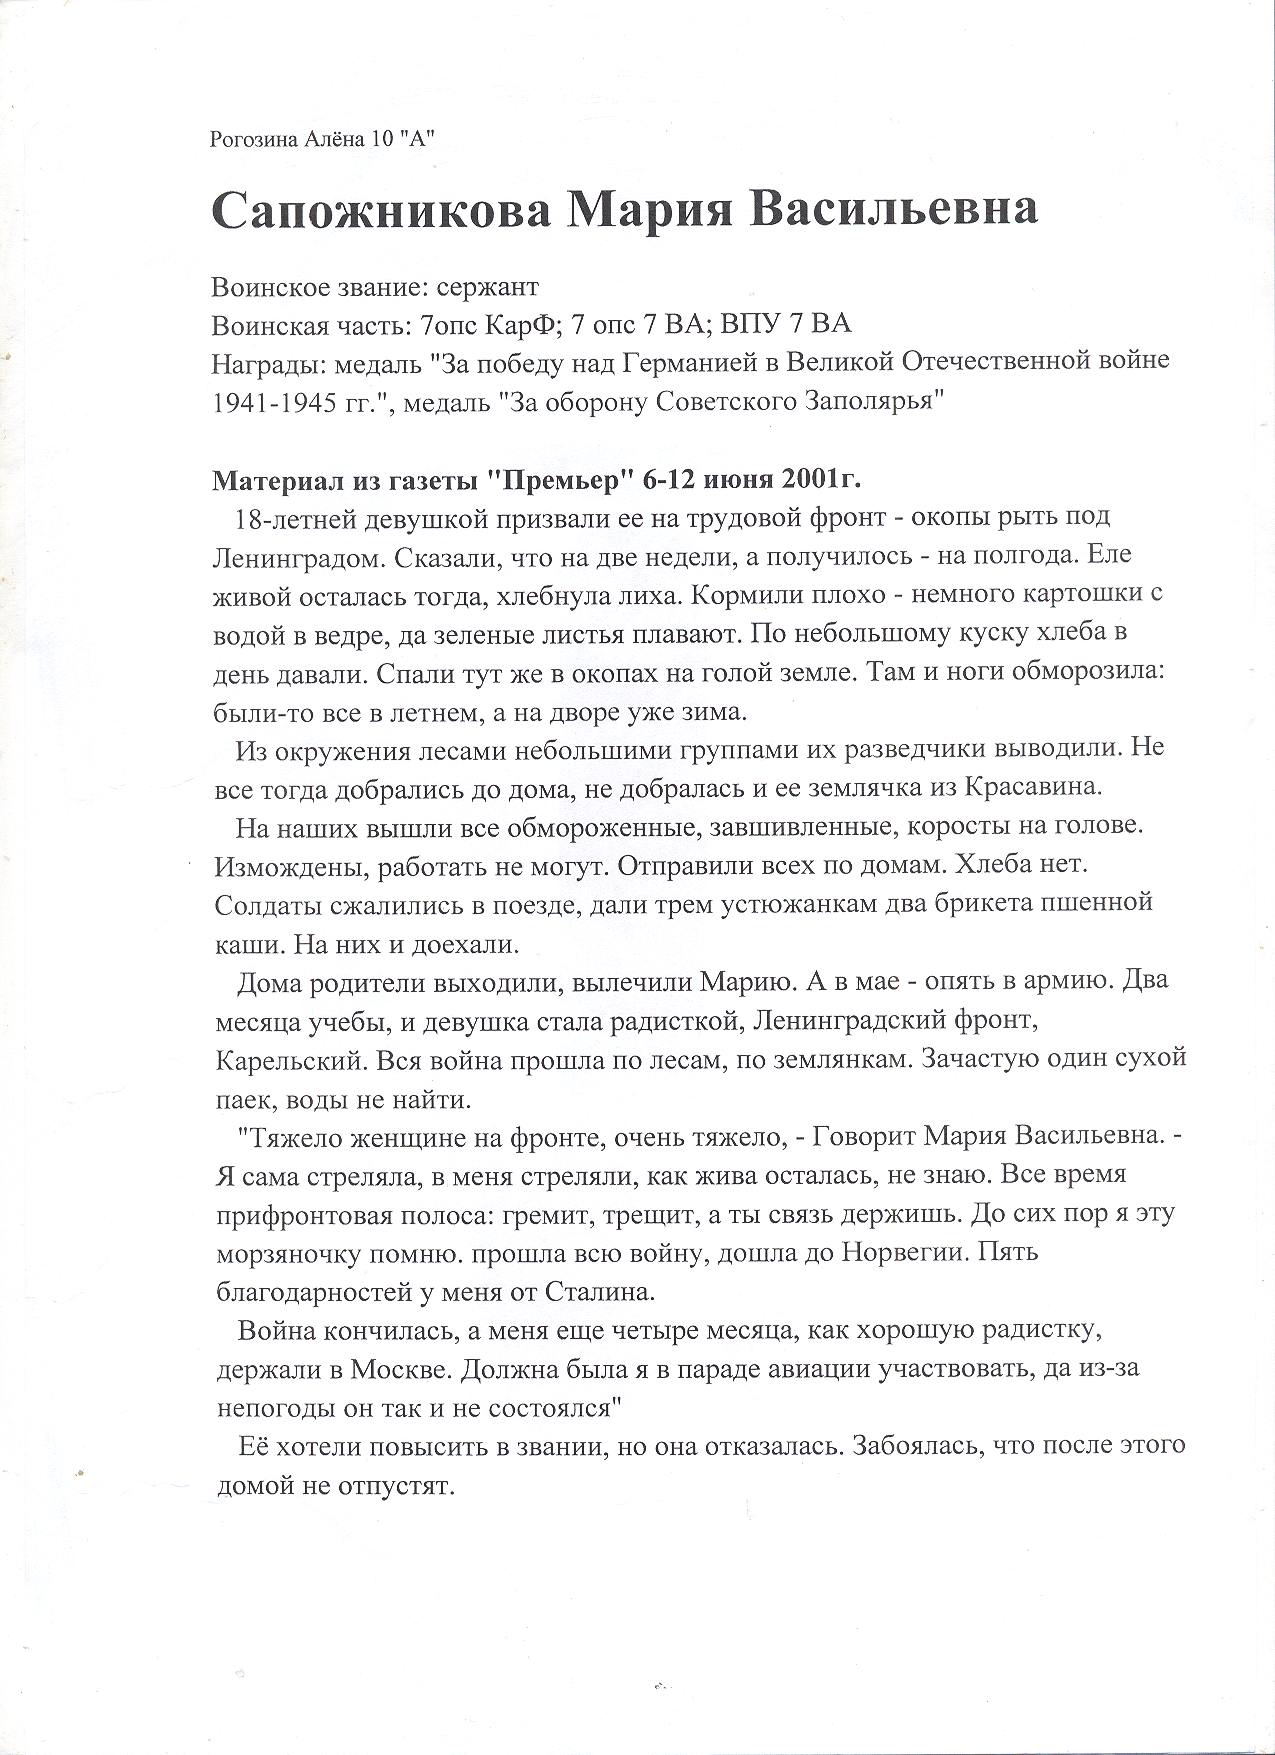 Рогозина Алёна 10 "А"
Сапожникова Мария Васильевна
Воинское звание: сержант
Воинская часть: 7опс КарФ; 7 опс 7 ВА; ВПУ 7 ВА
Награды: медаль "За победу над Германией в Великой Отечественной войне
1941-1945 гг.", медаль "За оборону Советского Заполярья"
Материал из газеты "Премьер" 6-12 июня 2001г.
18-летней девушкой призвали ее на трудовой фронт - окопы рыть под
Ленинградом. Сказали, что на две недели, а получилось - на полгода. Еле
живой осталась тогда, хлебнула лиха. Кормили плохо - немного картошки с
водой в ведре, да зеленые листья плавают. По небольшому куску хлеба в
день давали. Спали тут же в окопах на голой земле. Там и ноги обморозила:
были-то все в летнем, а на дворе уже зима.
Из окружения лесами небольшими группами их разведчики выводили. Не
все тогда добрались до дома, не добралась и ее землячка из Красавина.
На наших вышли все обмороженные, завшивленные, коросты на голове.
Измождены, работать не могут. Отправили всех по домам. Хлеба нет.
Солдаты сжалились в поезде, дали трем устюжанкам два брикета пшенной
каши. На них и доехали.
Дома родители выходили, вылечили Марию. А в мае - опять в армию. Два
месяца учебы, и девушка стала радисткой, Ленинградский фронт,
Карельский. Вся война прошла по лесам, по землянкам. Зачастую один сухой
паек, воды не найти.
"Тяжело женщине на фронте, очень тяжело, - Говорит Мария Васильевна. -
Я сама стреляла, в меня стреляли, как жива осталась, не знаю. Все время
прифронтовая полоса: гремит, трещит, а ты связь держишь. До сих пор я эту
морзяночку помню. прошла всю войну, дошла до Норвегии. Пять
благодарностей у меня от Сталина.
Война кончилась, а меня еще четыре месяца, как хорошую радистку,
держали в Москве. Должна была я в параде авиации участвовать, да из-за
непогоды он так и не состоялся"
Её хотели повысить в звании, но она отказалась. Забоялась, что после этого
домой не отпустят.